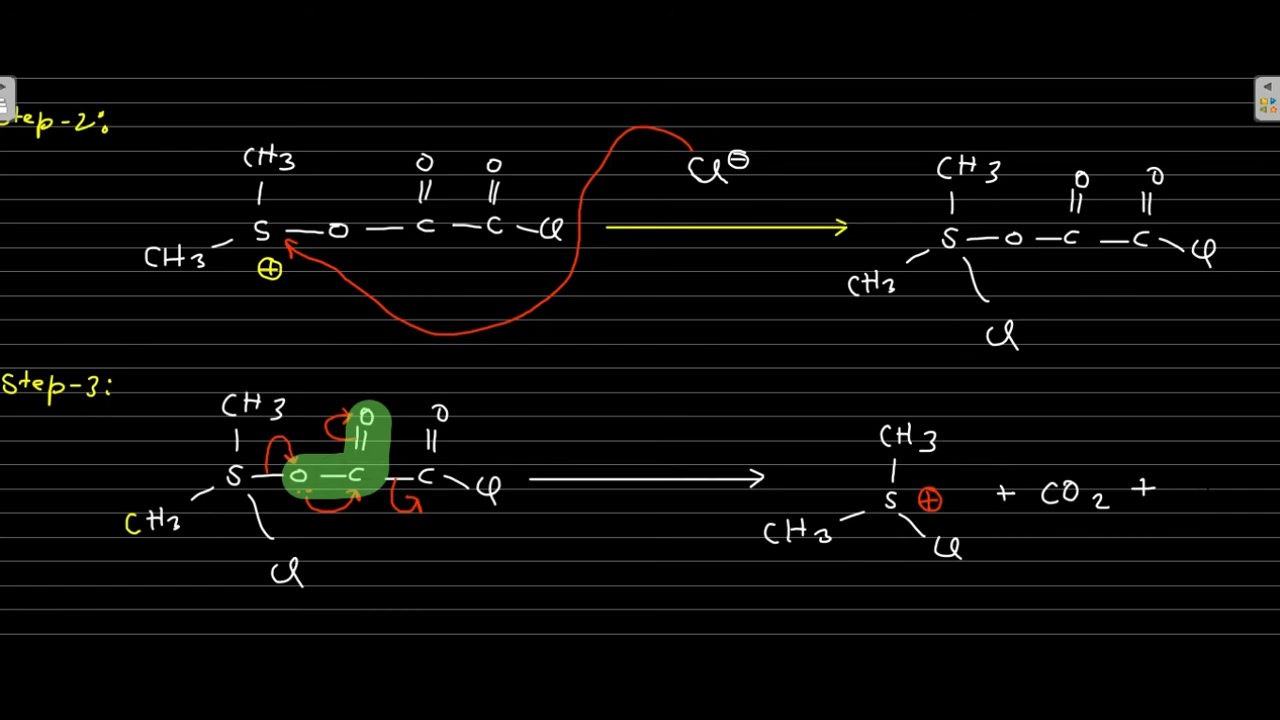 Step-2:
CH3 O O Cl⊖ CH3 O O
|| || | || ||
S — O — C — C — Cl S — O — C — C — Cl
CH3 ⊕ CH3
Cl
Step-3:
CH3 O O CH3
S — O — C — C — Cl S ⊕ + CO2 +
CH3 CH3 Cl
Cl